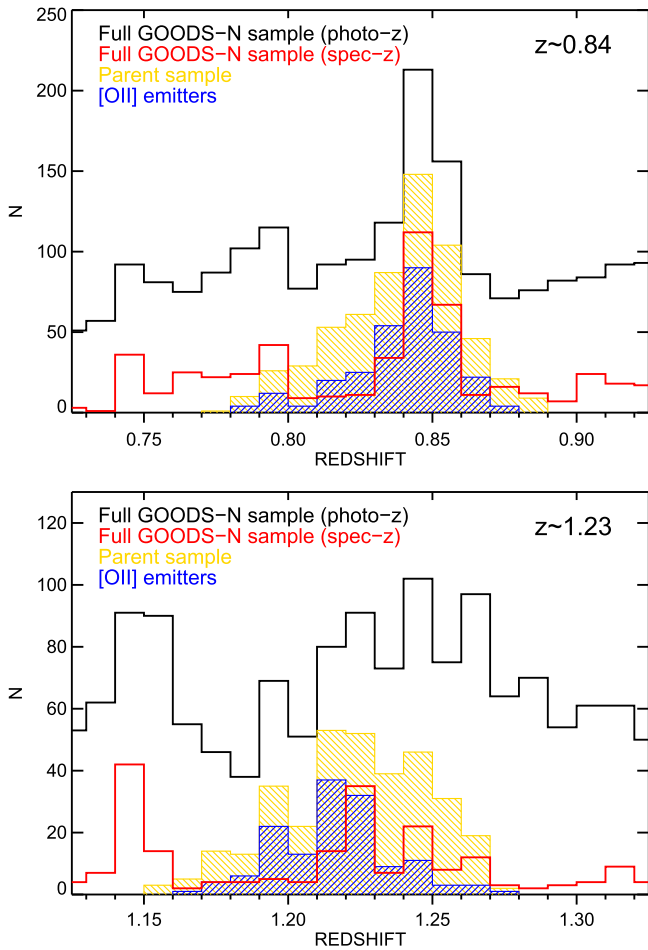 250
200
150
100
50
0
N
Full GOODS−N sample (photo−z)
Full GOODS−N sample (spec−z)
Parent sample
[OII] emitters
z~0.84
0.75
0.80
0.85
0.90
REDSHIFT
120
100
80
60
40
20
0
N
Full GOODS−N sample (photo−z)
Full GOODS−N sample (spec−z)
Parent sample
[OII] emitters
z~1.23
1.15
1.20
1.25
1.30
REDSHIFT